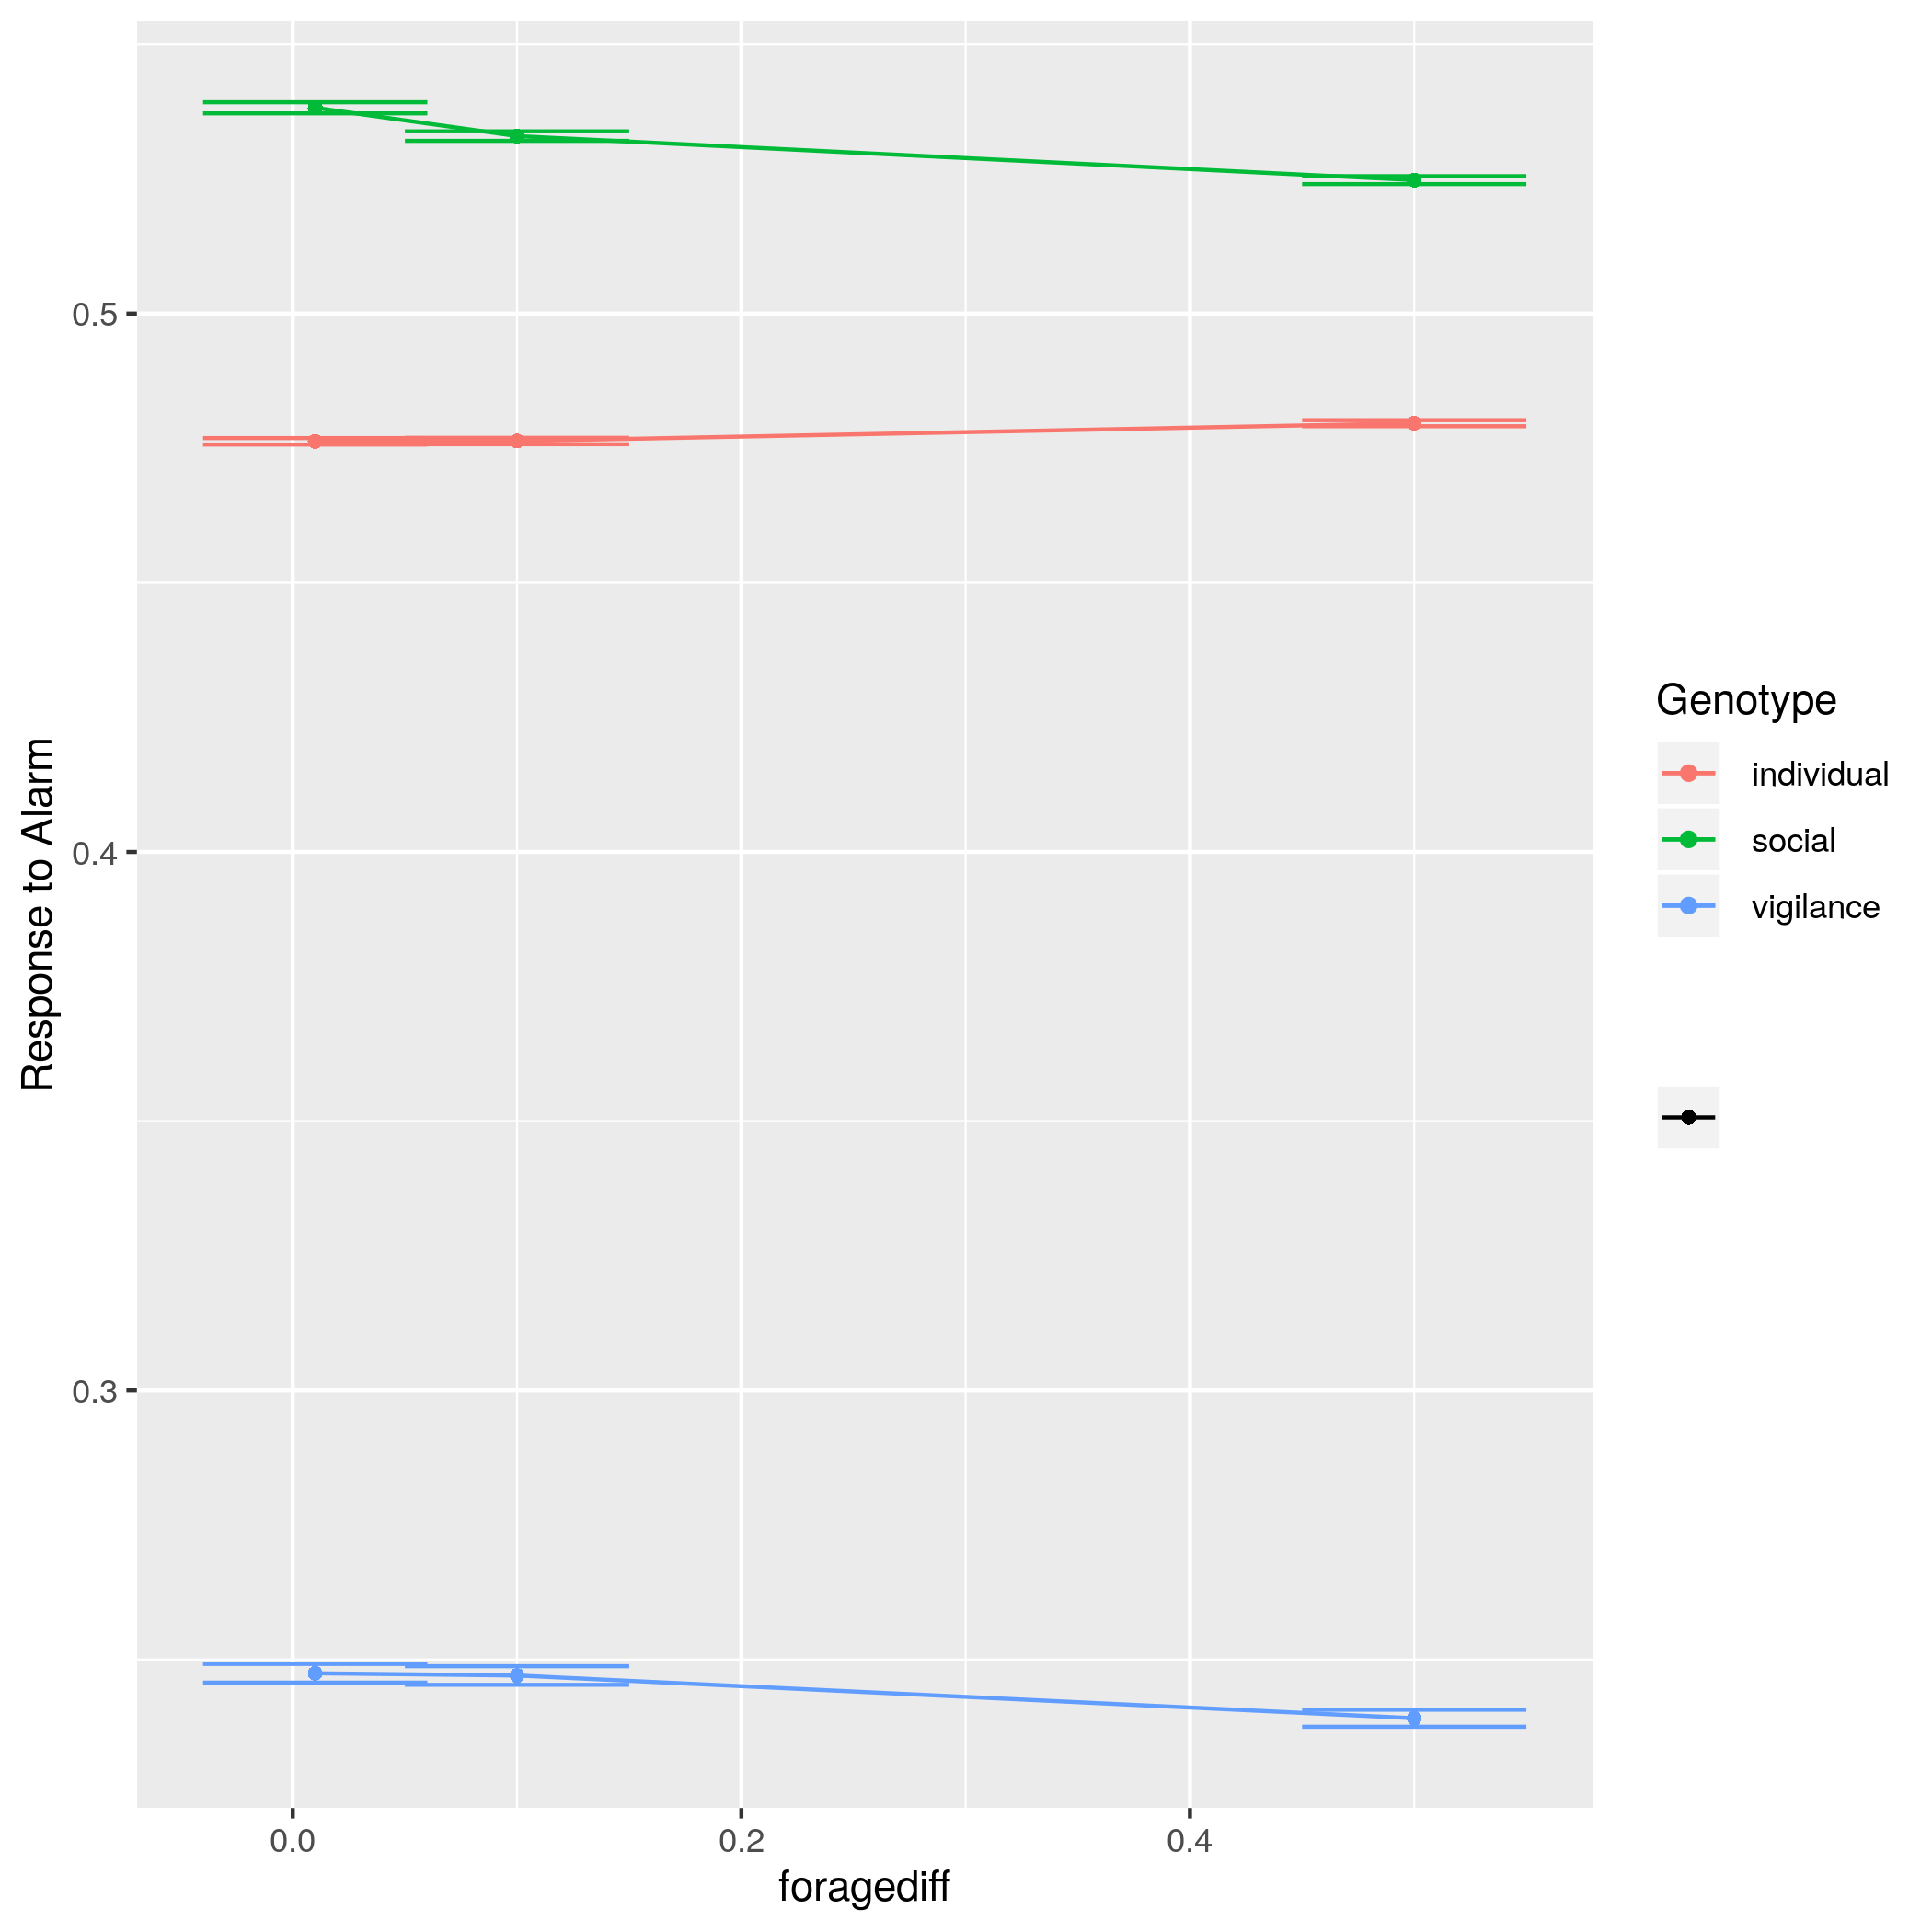 Response to Alarm
0.5
0.4
0.3
0.0 0.2 0.4
foragediff
Genotype
individual
social
vigilance